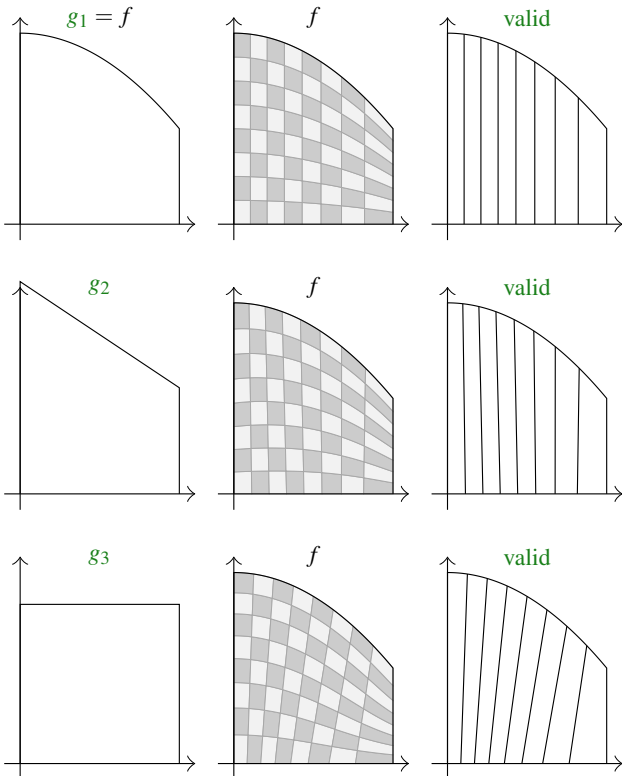 g₁ = f f valid
g₂ f valid
g₃ f valid